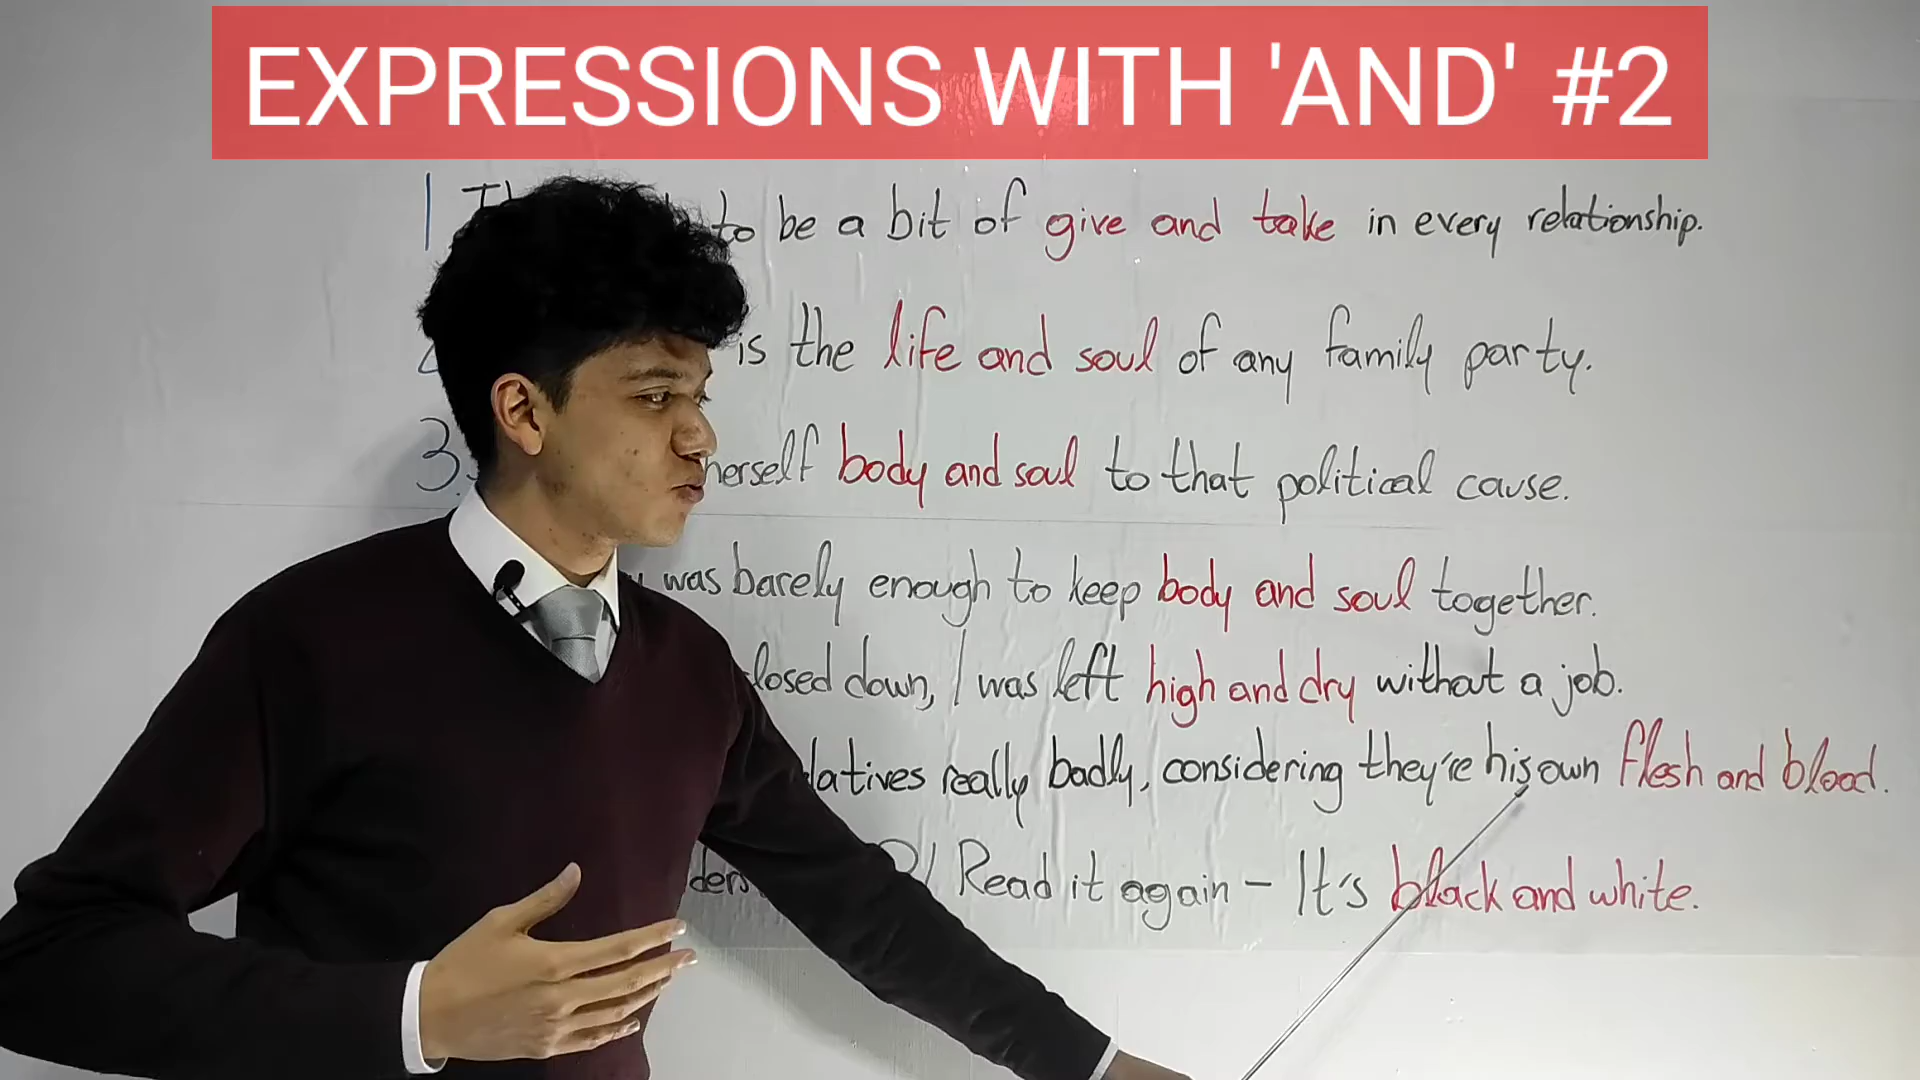 EXPRESSIONS WITH 'AND' #2
1 to be a bit of give and take in every relationship.
is the life and soul of any family party.
3. herself body and soul to that political cause.
was barely enough to keep body and soul together.
closed down, I was left high and dry without a job.
latives really badly, considering they're his own flesh and blood.
Read it again - It's black and white.